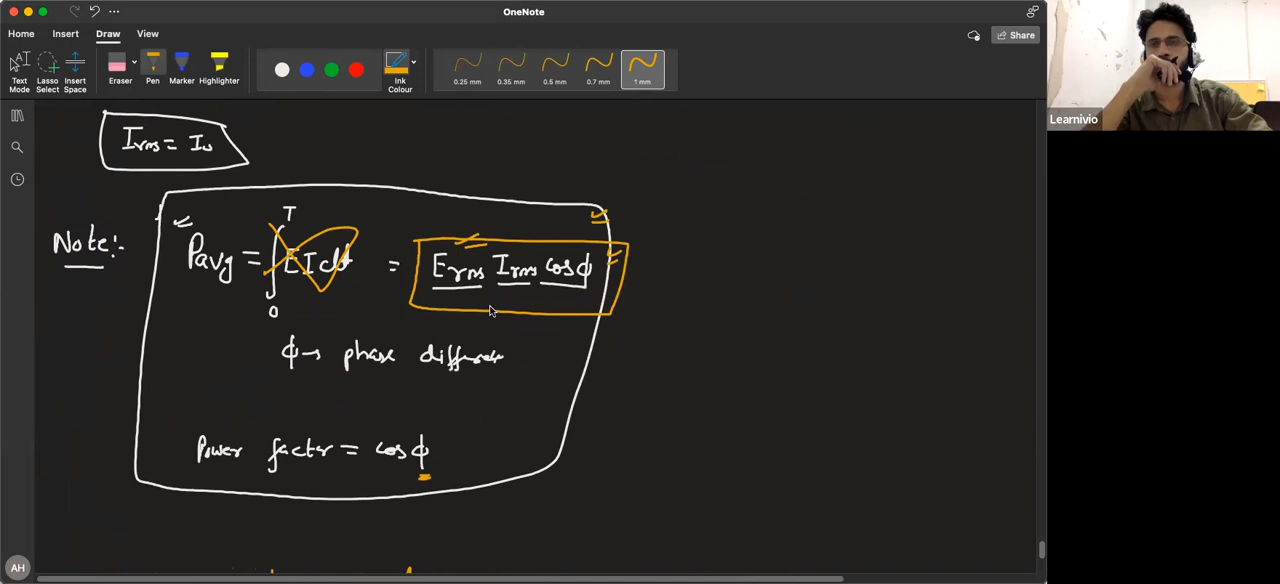 OneNote
Home Insert Draw View
Share
Text Mode Lasso Select Insert Space Eraser Pen Marker Highlighter Ink Colour 0.25 mm 0.35 mm 0.5 mm 0.7 mm 1 mm
Learnivio
Irms = I₀
Note:-
Pavg = ∫₀ᵀ EI dt = Erms Irms cosϕ
ϕ → phase difference
Power factor = cosϕ
AH